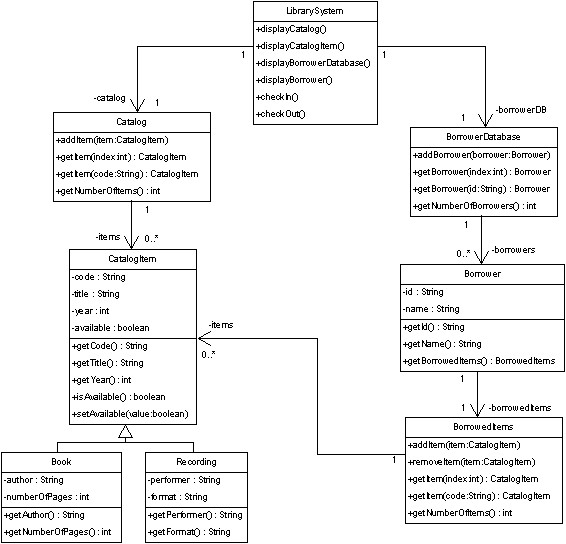 LibrarySystem
+displayCatalog()
+displayCatalogItem()
+displayBorrowerDatabase()
+displayBorrower()
+checkIn()
+checkOut()
1
1
-catalog
1
-borrowerDB
1
Catalog
+addItem(item:CatalogItem)
+getItem(index:int) : CatalogItem
+getItem(code:String) : CatalogItem
+getNumberOfItems() : int
1
BorrowerDatabase
+addBorrower(borrower:Borrower)
+getBorrower(index:int) : Borrower
+getBorrower(id:String) : Borrower
+getNumberOfBorrowers() : int
1
-items
0..*
-borrowers
0..*
CatalogItem
-code : String
-title : String
-year : int
-available : boolean
+getCode() : String
+getTitle() : String
+getYear() : int
+isAvailable() : boolean
+setAvailable(value:boolean)
-items
0..*
Borrower
-id : String
-name : String
+getId() : String
+getName() : String
+getBorrowedItems() : BorrowedItems
1
1
-borrowedItems
BorrowedItems
+addItem(item:CatalogItem)
+removeItem(item:CatalogItem)
+getItem(index:int) : CatalogItem
+getItem(code:String) : CatalogItem
+getNumberOfItems() : int
1
Book
-author : String
-numberOfPages : int
+getAuthor() : String
+getNumberOfPages() : int
Recording
-performer : String
-format : String
+getPerformer() : String
+getFormat() : String